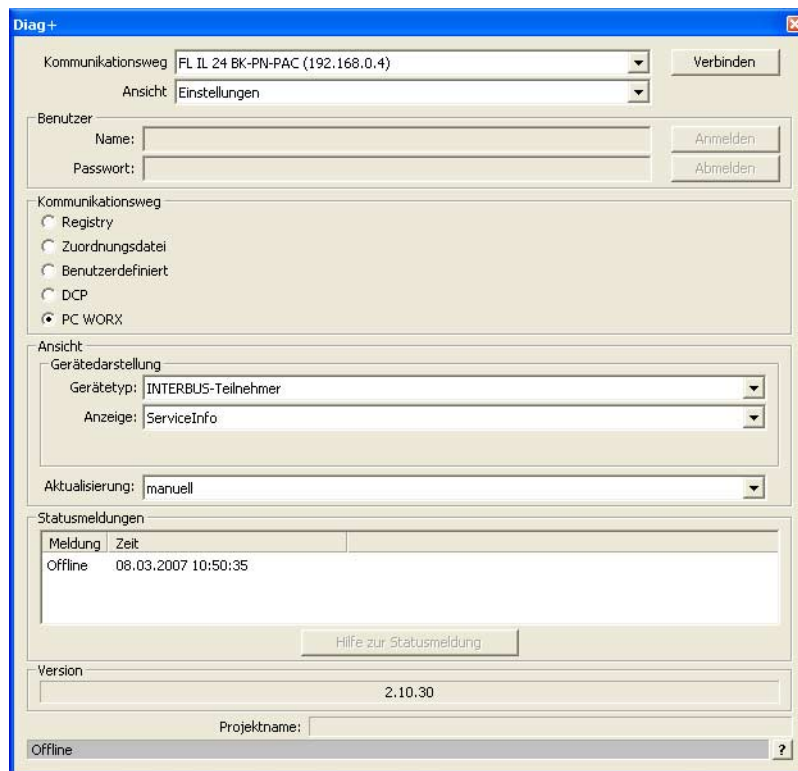 Diag+
Kommunikationsweg FL IL 24 BK-PN-PAC (192.168.0.4) Verbinden
Ansicht Einstellungen
Benutzer
Name: Anmelden
Passwort: Abmelden
Kommunikationsweg
Registry
Zuordnungsdatei
Benutzerdefiniert
DCP
PC WORX
Ansicht
Gerätedarstellung
Gerätetyp: INTERBUS-Teilnehmer
Anzeige: ServiceInfo
Aktualisierung: manuell
Statusmeldungen
Meldung Zeit
Offline 08.03.2007 10:50:35
Hilfe zur Statusmeldung
Version
2.10.30
Projektname:
Offline ?